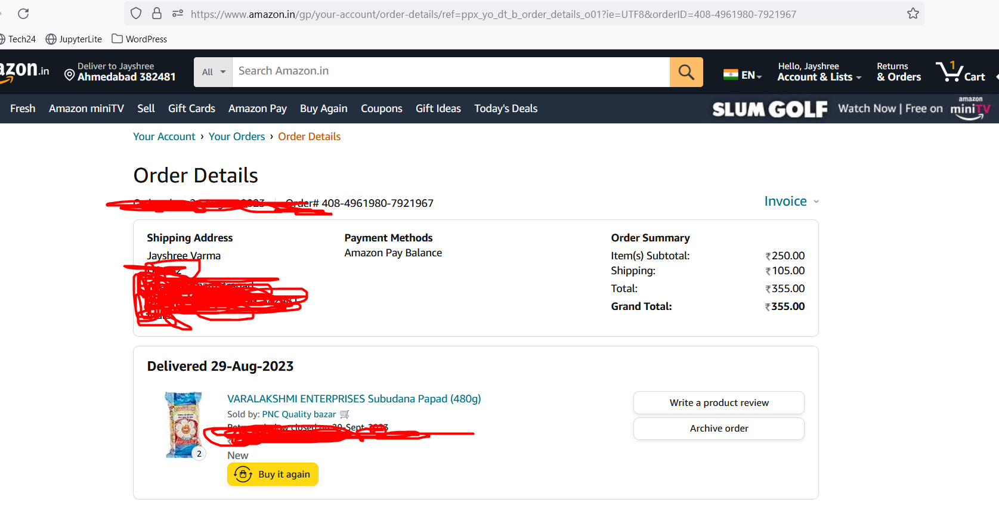 https://www.amazon.in/gp/your-account/order-details/ref=ppx_yo_dt_b_order_details_o01?ie=UTF8&orderID=408-4961980-7921967
Tech24 JupyterLite WordPress
azon.in Deliver to Jayshree Ahmedabad 382481 All Search Amazon.in EN Hello, Jayshree Account & Lists Returns & Orders 1 Cart
Fresh Amazon miniTV Sell Gift Cards Amazon Pay Buy Again Coupons Gift Ideas Today's Deals SLUM GOLF Watch Now | Free on amazon miniTV
Your Account › Your Orders › Order Details
Order Details
2023 Order# 408-4961980-7921967 Invoice
Shipping Address Payment Methods Order Summary
Jayshree Varma Amazon Pay Balance Item(s) Subtotal: ₹250.00
Shipping: ₹105.00
Total: ₹355.00
Grand Total: ₹355.00
Delivered 29-Aug-2023
VARALAKSHMI ENTERPRISES Subudana Papad (480g) Write a product review
Sold by: PNC Quality bazar
closed on Sept-2023 Archive order
2 New
Buy it again